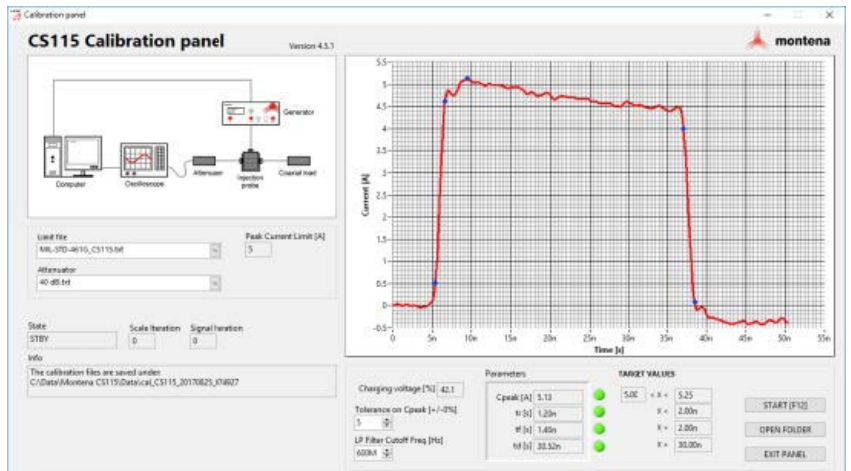 Calibration panel
CS115 Calibration panel
Version 4.5.1
montena
Generator
Computer
Oscilloscope
Attenuator
Injection probe
Coaxial load
Limit file
Peak Current Limit [A]
MIL-STD-461G_CS115.txt
5
Attenuator
40 dB.txt
State
Scale Iteration
Signal Iteration
STBY
0
0
Info
The calibration files are saved under:
C:\Data\Montena CS115\Data\cal_CS115_20170825_174927
5.5
5
4.5
4
3.5
3
2.5
2
1.5
1
0.5
0
-0.5
Current [A]
0
5n
10n
15n
20n
25n
30n
35n
40n
45n
50n
55n
Time [s]
Charging voltage [%]
42.1
Tolerance on Cpeak [+/-0%]
5
LP Filter Cutoff Freq [Hz]
600M
Parameters
TARGET VALUES
Cpeak [A] 5.13
5.00 < X < 5.25
tr [s] 1.20n
X < 2.00n
tf [s] 1.40n
X < 2.00n
td [s] 30.52n
30.00n
START [F12]
OPEN FOLDER
EXIT PANEL